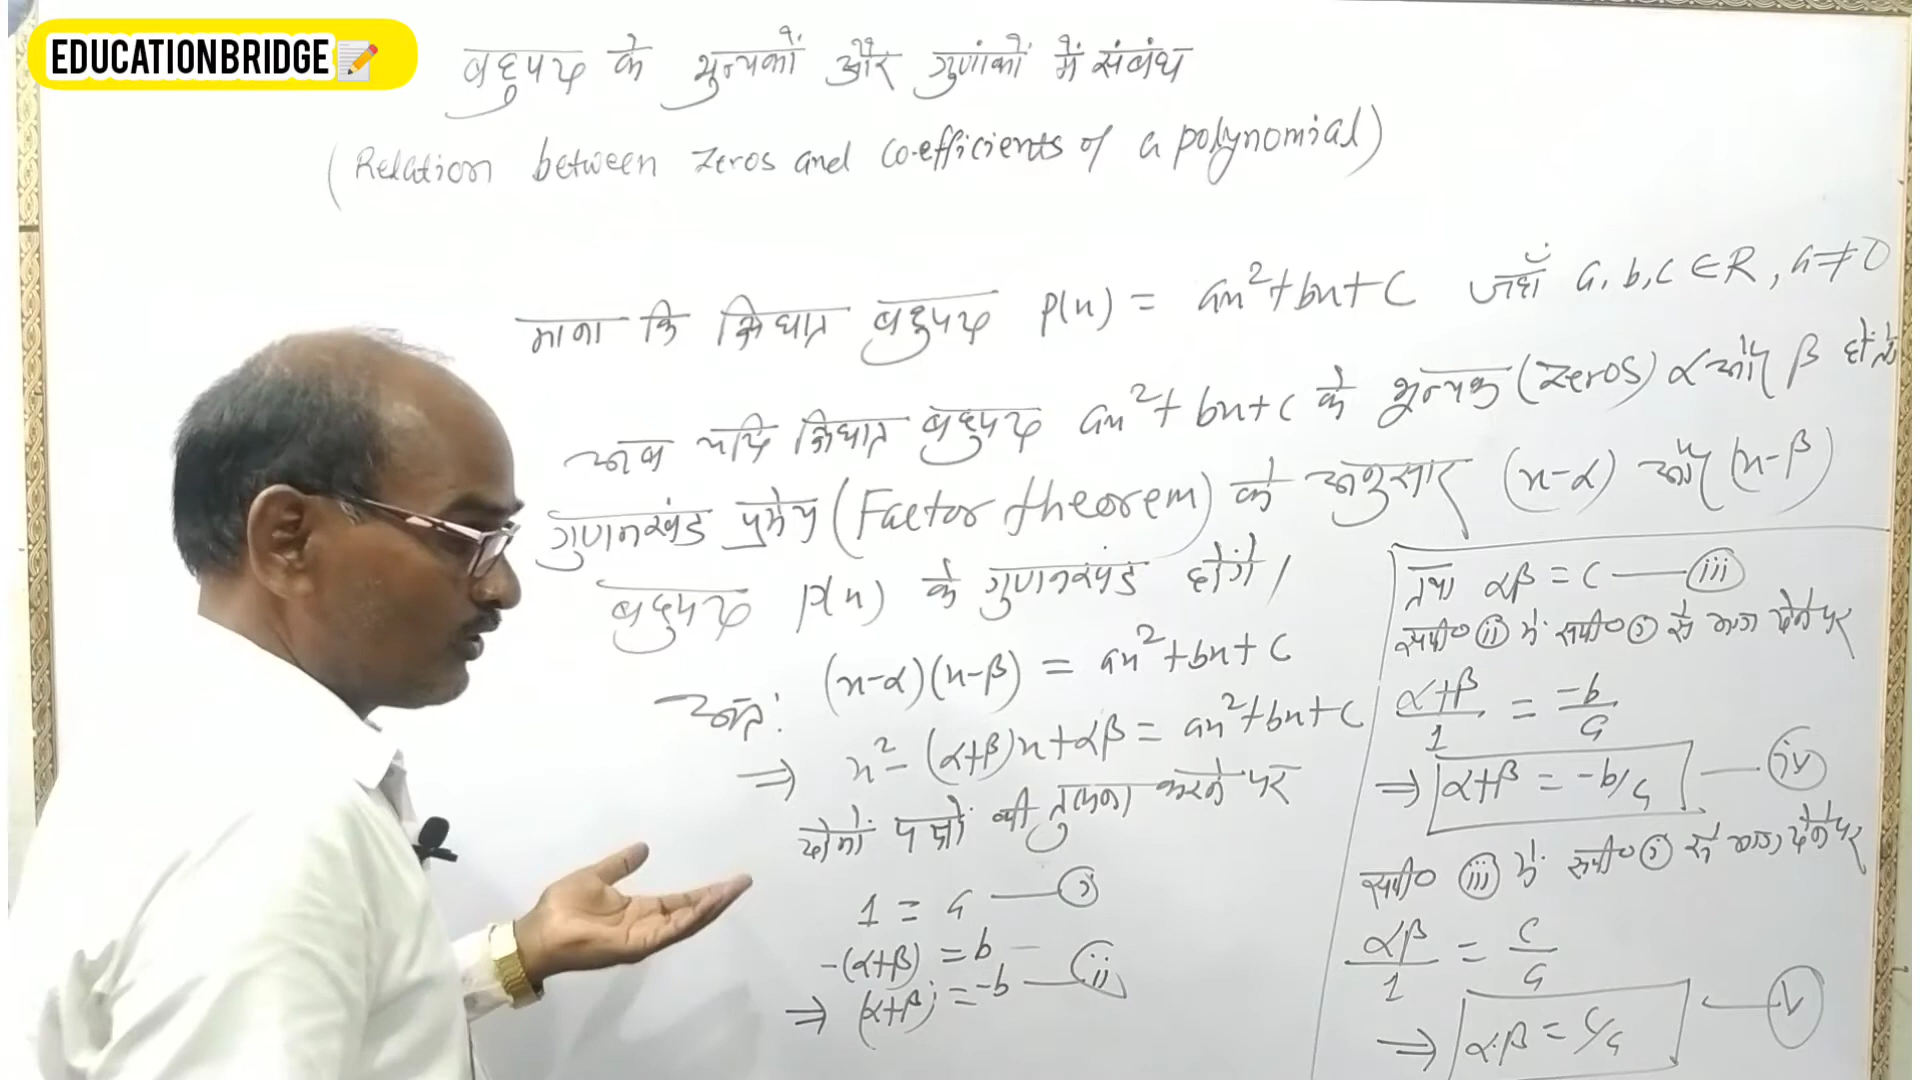 EDUCATIONBRIDGE
बहुपद के शून्यकों और गुणांकों में संबंध
(Relation between zeros and co-efficients of a polynomial)
माना कि द्विघात बहुपद p(x) = ax²+bx+c जहाँ a, b, c ∈ R, a≠0
अब यदि द्विघात बहुपद ax²+bx+c के शून्यक (zeros) α और β हो तो
गुणनखंड प्रमेय (Factor theorem) के अनुसार (x-α) और (x-β)
बहुपद p(x) के गुणनखंड होंगे।
अतः (x-α)(x-β) = ax²+bx+c
⇒ x²-(α+β)x+αβ = ax²+bx+c
दोनों पक्षों की तुलना करने पर
1 = a — (i)
-(α+β) = b
⇒ (α+β) = -b — (ii)
तथा αβ = c — (iii)
समी० (ii) में समी० (i) से भाग देने पर
α+β/1 = -b/a
⇒ α+β = -b/a — (iv)
समी० (iii) में समी० (i) से भाग देने पर
αβ/1 = c/a
⇒ α.β = c/a — (v)